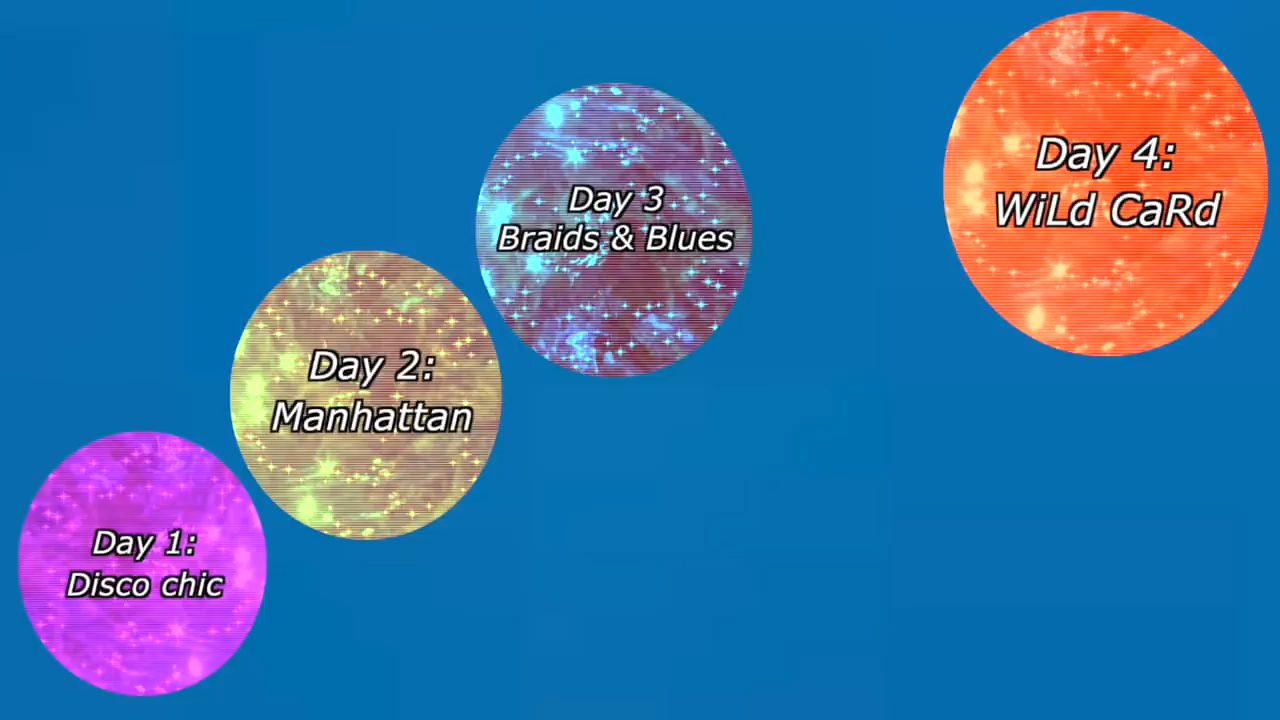 Day 1:
Disco chic
Day 2:
Manhattan
Day 3
Braids & Blues
Day 4:
WiLd CaRd